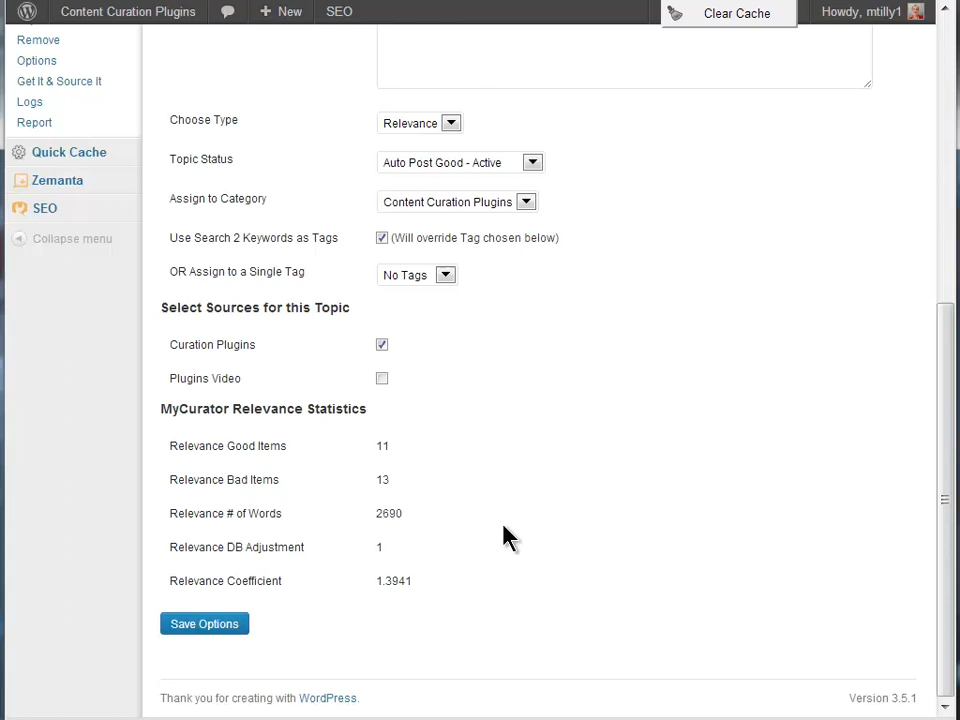 Content Curation Plugins
New
SEO
Clear Cache
Howdy, mtilly1
Remove
Options
Get It & Source It
Logs
Report
Quick Cache
Zemanta
SEO
Collapse menu
Choose Type
Relevance
Topic Status
Auto Post Good - Active
Assign to Category
Content Curation Plugins
Use Search 2 Keywords as Tags
(Will override Tag chosen below)
OR Assign to a Single Tag
No Tags
Select Sources for this Topic
Curation Plugins
Plugins Video
MyCurator Relevance Statistics
Relevance Good Items 11
Relevance Bad Items 13
Relevance # of Words 2690
Relevance DB Adjustment 1
Relevance Coefficient 1.3941
Save Options
Thank you for creating with WordPress.
Version 3.5.1